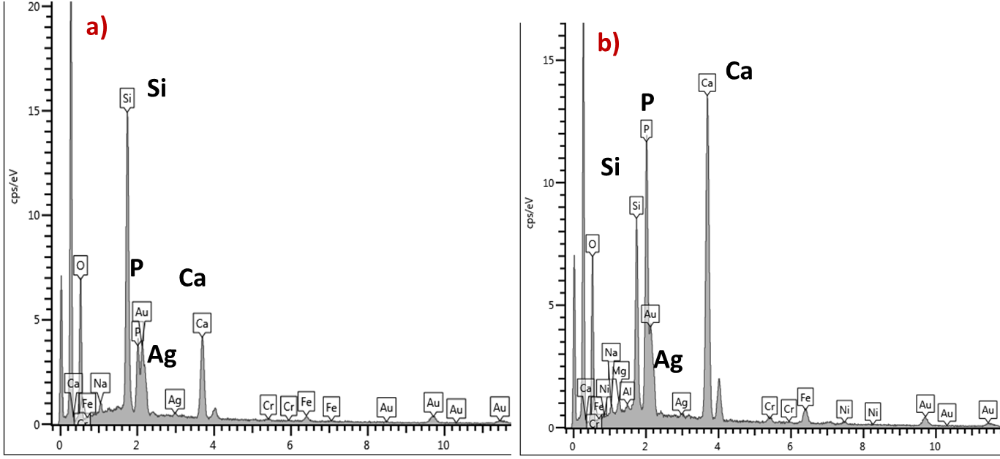 a)
20
15
10
5
0
cps/eV
Si
Si
O
P
Ca
Au
P
Ca
Ag
Ca
Na
Fe
Cr
Ag
Cr
Cr
Fe
Fe
Au
Au
Au
Au
0 2 4 6 8 10
b)
15
10
5
0
cps/eV
Ca
Ca
P
P
Si
Si
O
Au
Ag
Na
Mg
Ca
Ni
Al
Fe
Cr
Ag
Cr
Cr
Fe
Ni
Ni
Au
Au
Au
0 2 4 6 8 10